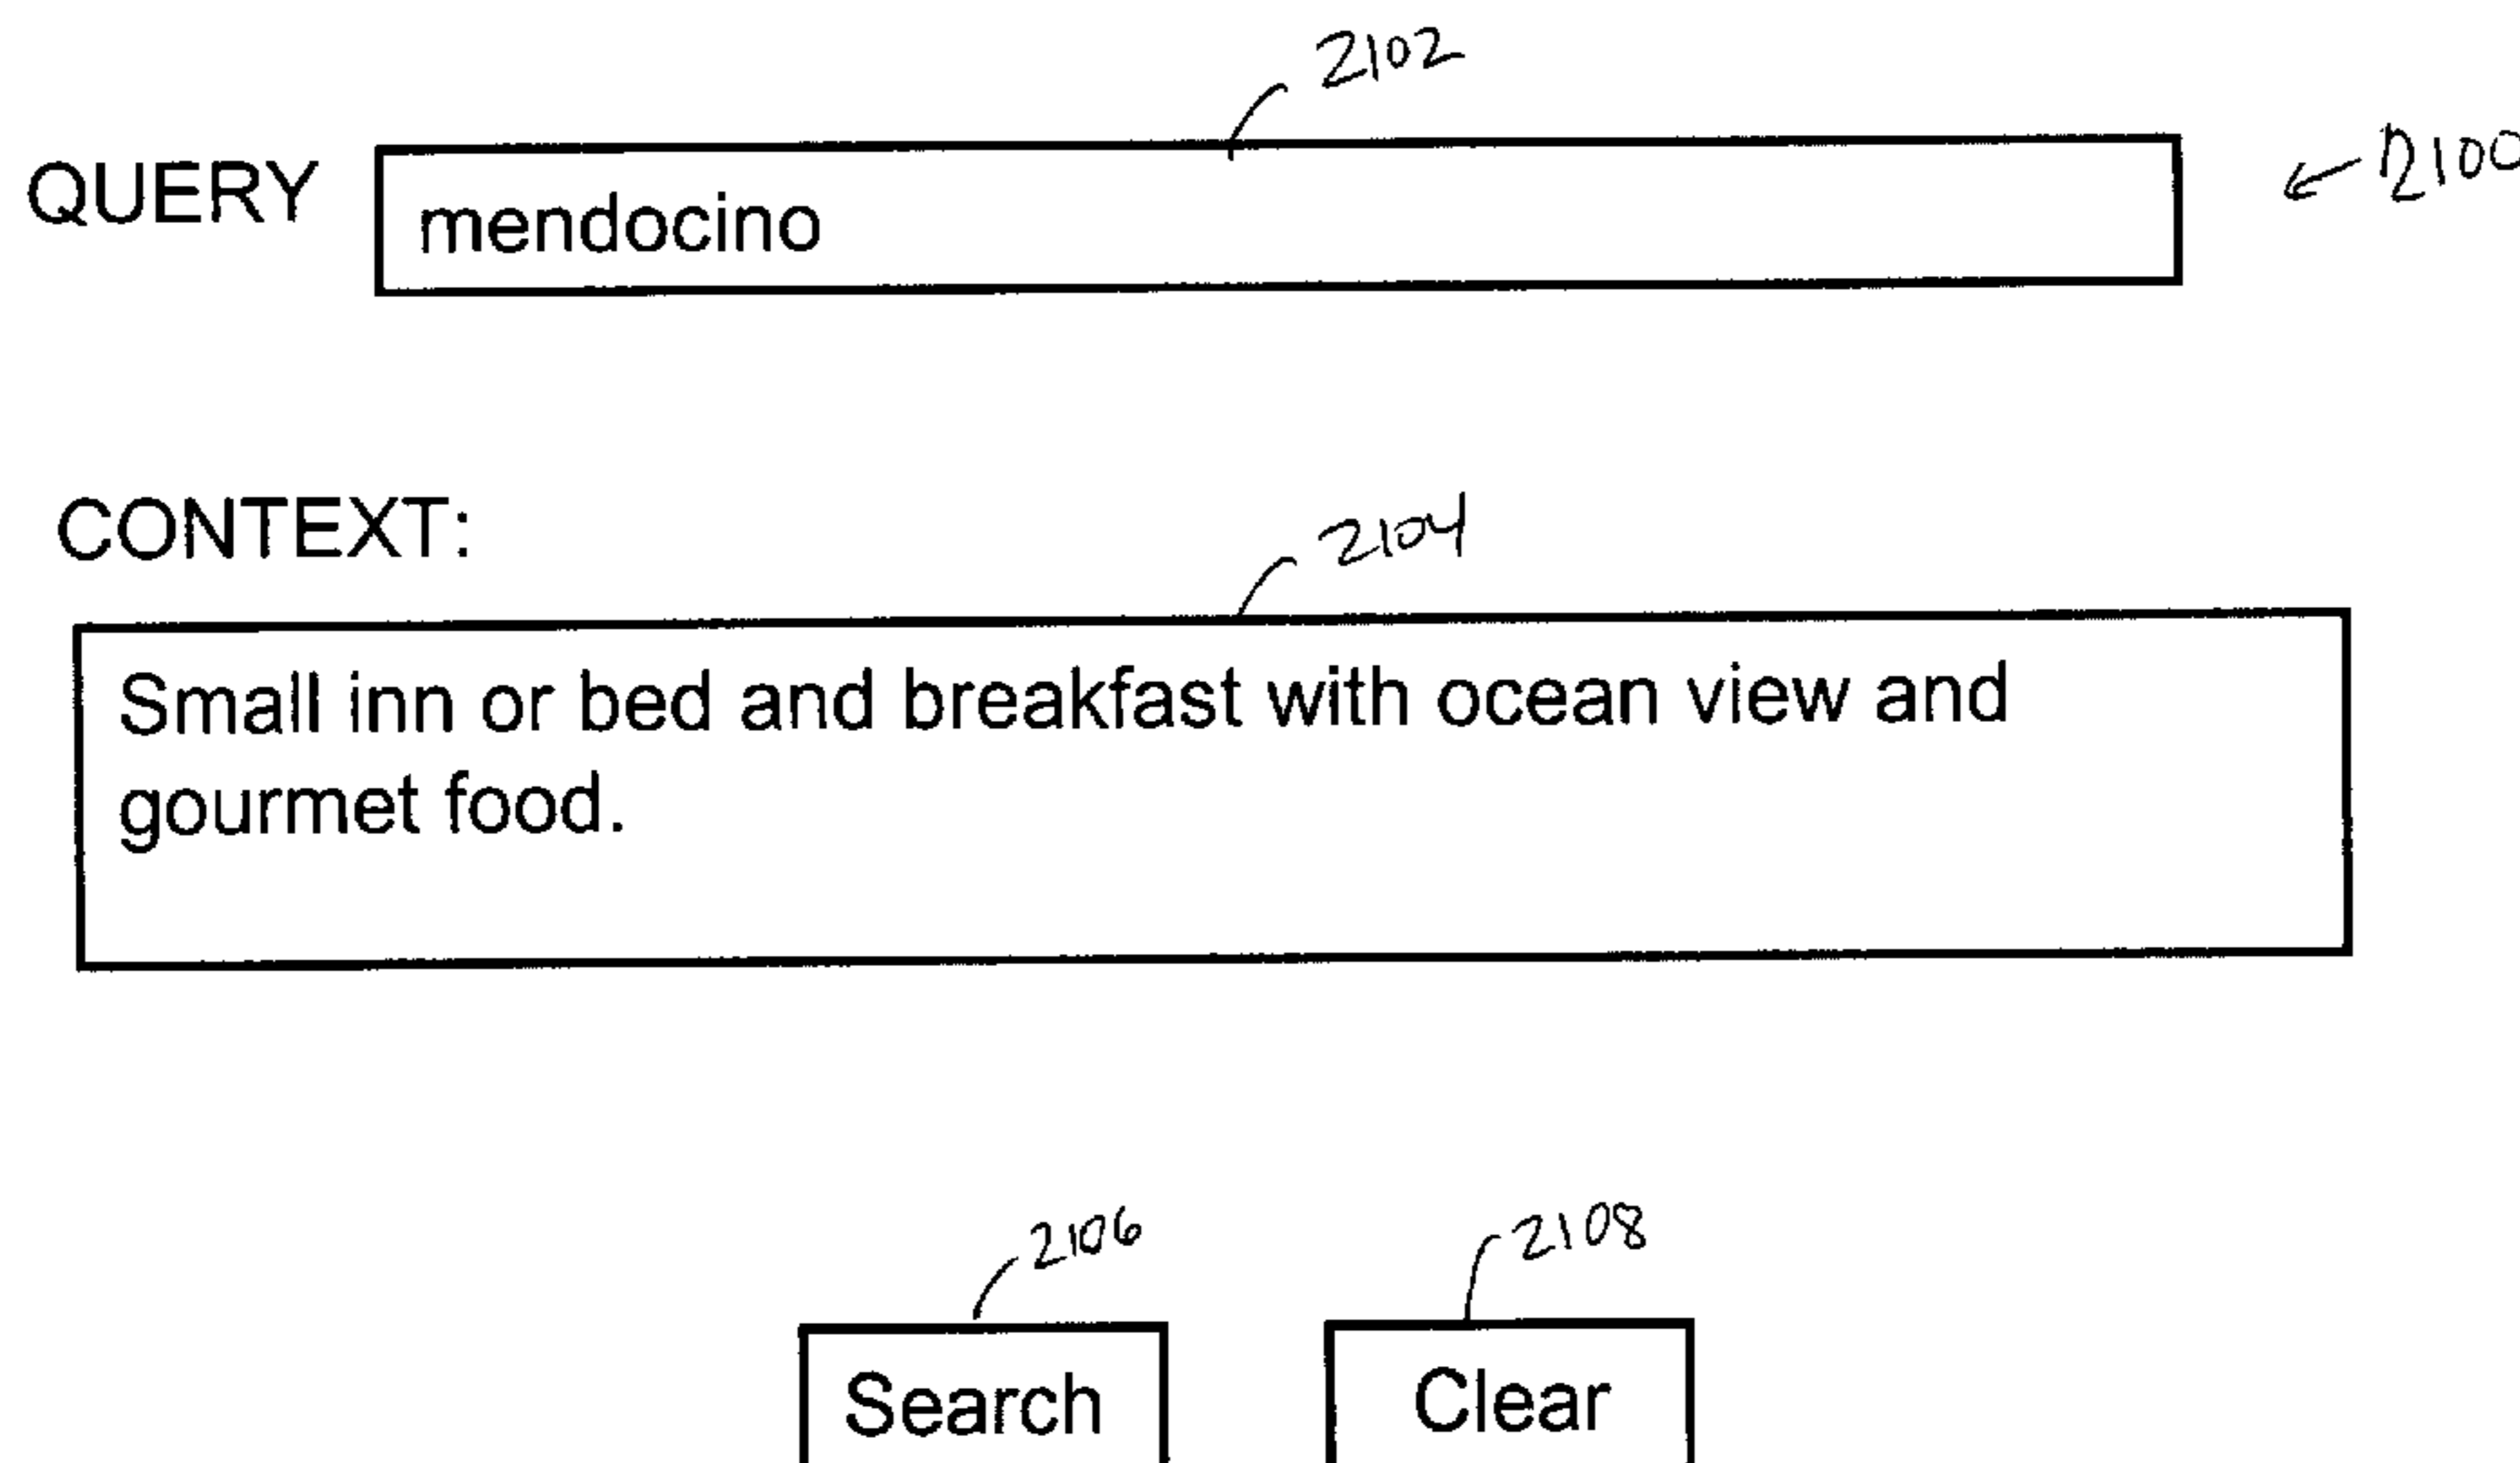 2102
QUERY mendocino 2100
CONTEXT:
2104
Small inn or bed and breakfast with ocean view and
gourmet food.
2106 2108
Search Clear